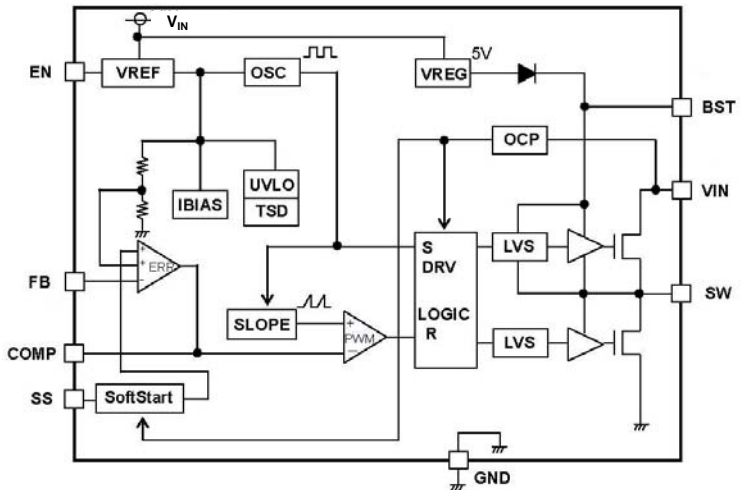 V_IN
5V
EN
VREF
OSC
VREG
BST
OCP
VIN
IBIAS
UVLO
TSD
S
DRV
LOGIC
R
LVS
FB
ERR
+
+
−
SW
SLOPE
+
PWM
−
LVS
COMP
SS
SoftStart
GND